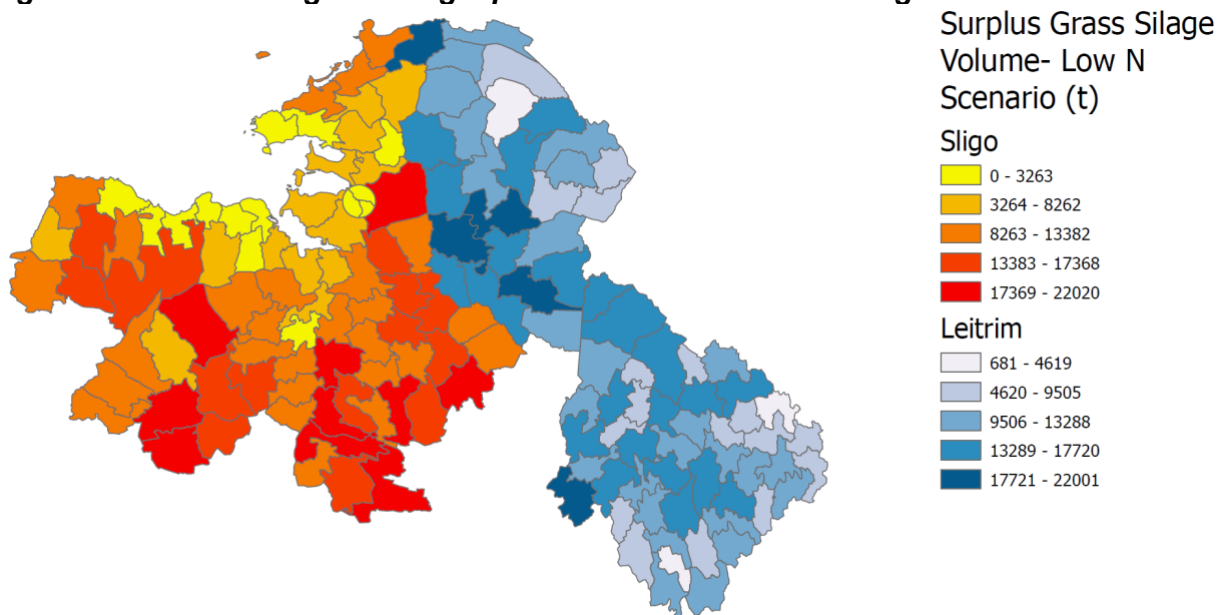 Surplus Grass Silage
Volume- Low N
Scenario (t)
Sligo
0 - 3263
3264 - 8262
8263 - 13382
13383 - 17368
17369 - 22020
Leitrim
681 - 4619
4620 - 9505
9506 - 13288
13289 - 17720
17721 - 22001